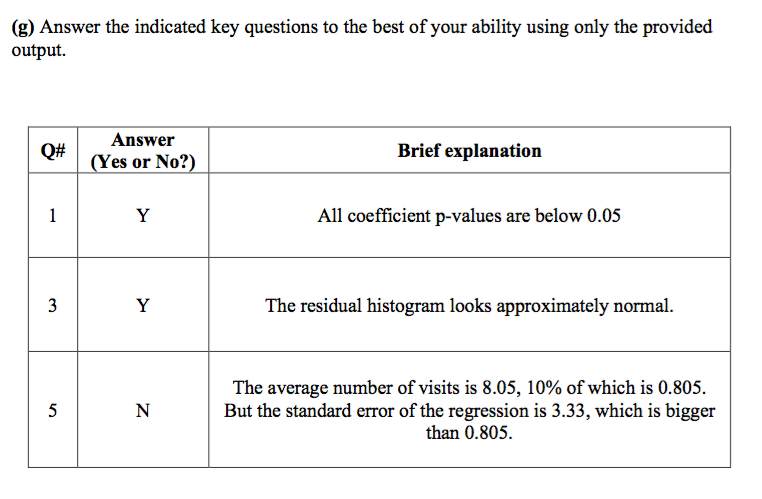 (g) Answer the indicated key questions to the best of your ability using only the provided
output.
Q#
Answer
(Yes or No?)
Brief explanation
1
Y
All coefficient p-values are below 0.05
3
Y
The residual histogram looks approximately normal.
5
N
The average number of visits is 8.05, 10% of which is 0.805.
But the standard error of the regression is 3.33, which is bigger
than 0.805.